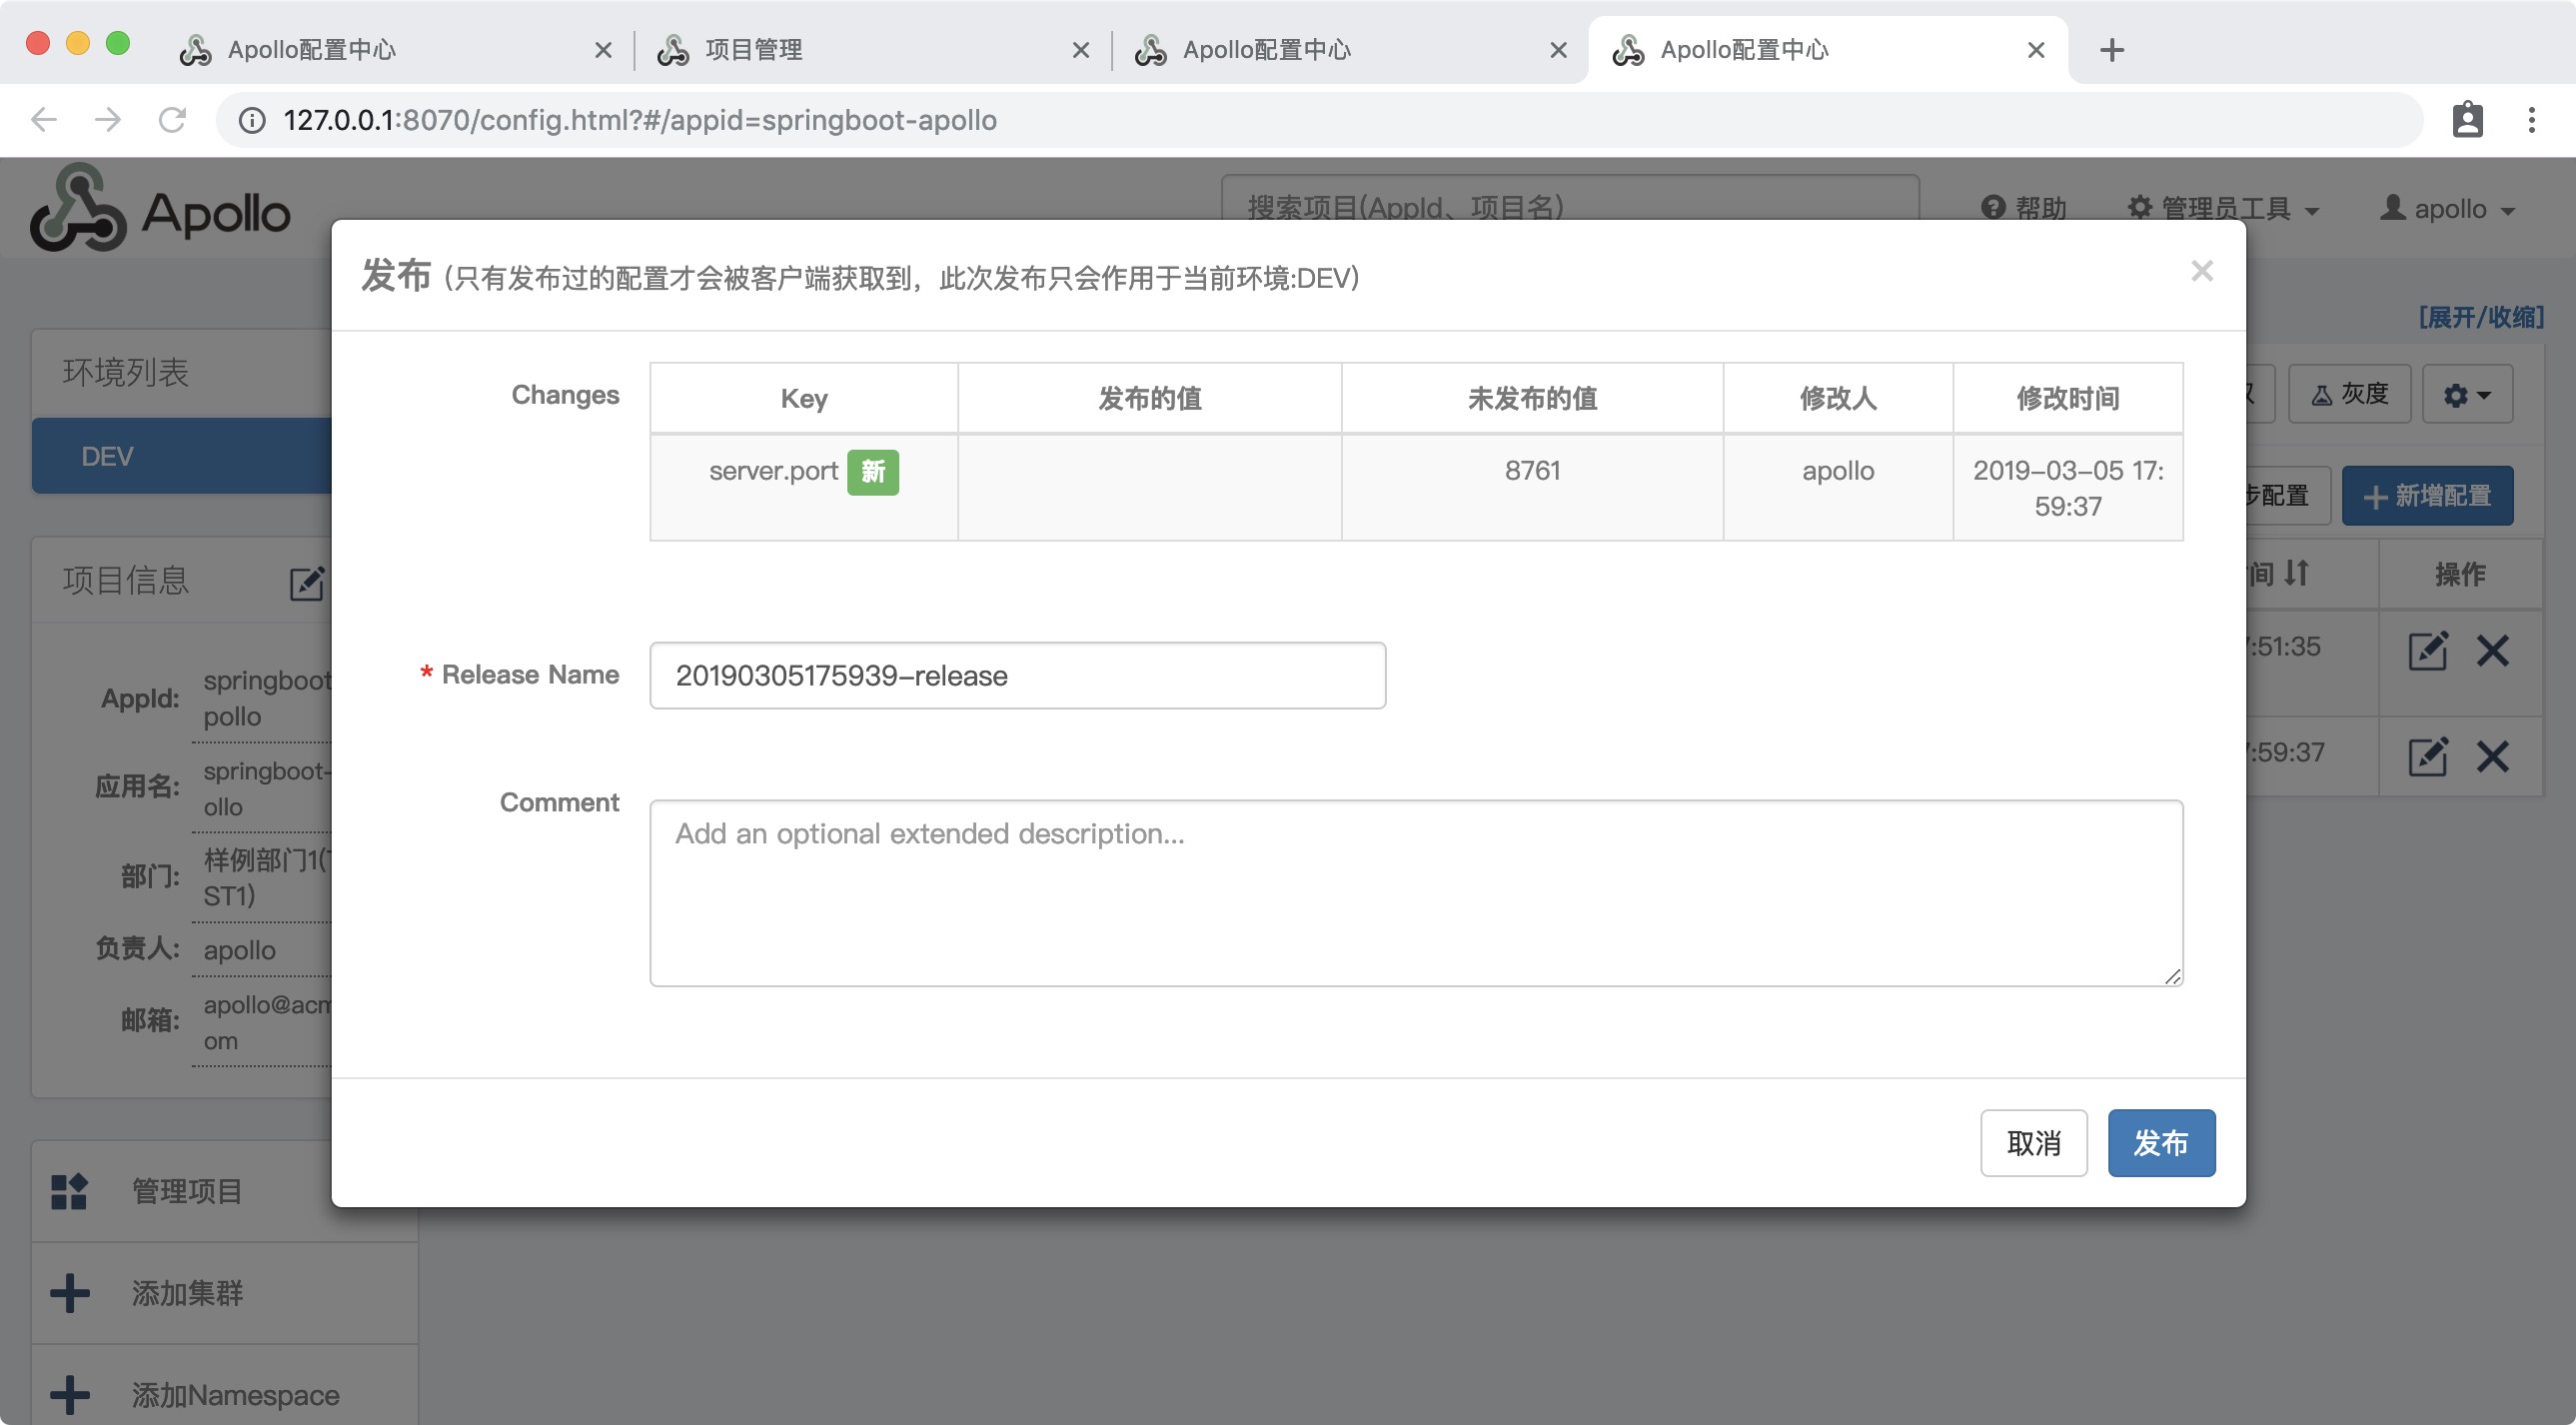 Apollo配置中心
项目管理
Apollo配置中心
Apollo配置中心
127.0.0.1:8070/config.html?#/appid=springboot-apollo
Apollo
搜索项目(AppId、项目名)
帮助
管理员工具
apollo
发布 (只有发布过的配置才会被客户端获取到，此次发布只会作用于当前环境:DEV)
[展开/收缩]
环境列表
DEV
灰度
步配置
新增配置
Changes
Key
发布的值
未发布的值
修改人
修改时间
server.port 新
8761
apollo
2019-03-05 17:
59:37
间
操作
:51:35
:59:37
项目信息
AppId:
springboot
pollo
应用名:
springboot-
ollo
部门:
样例部门1(
ST1)
负责人:
apollo
邮箱:
apollo@acm
om
* Release Name
20190305175939-release
Comment
Add an optional extended description...
取消
发布
管理项目
添加集群
添加Namespace